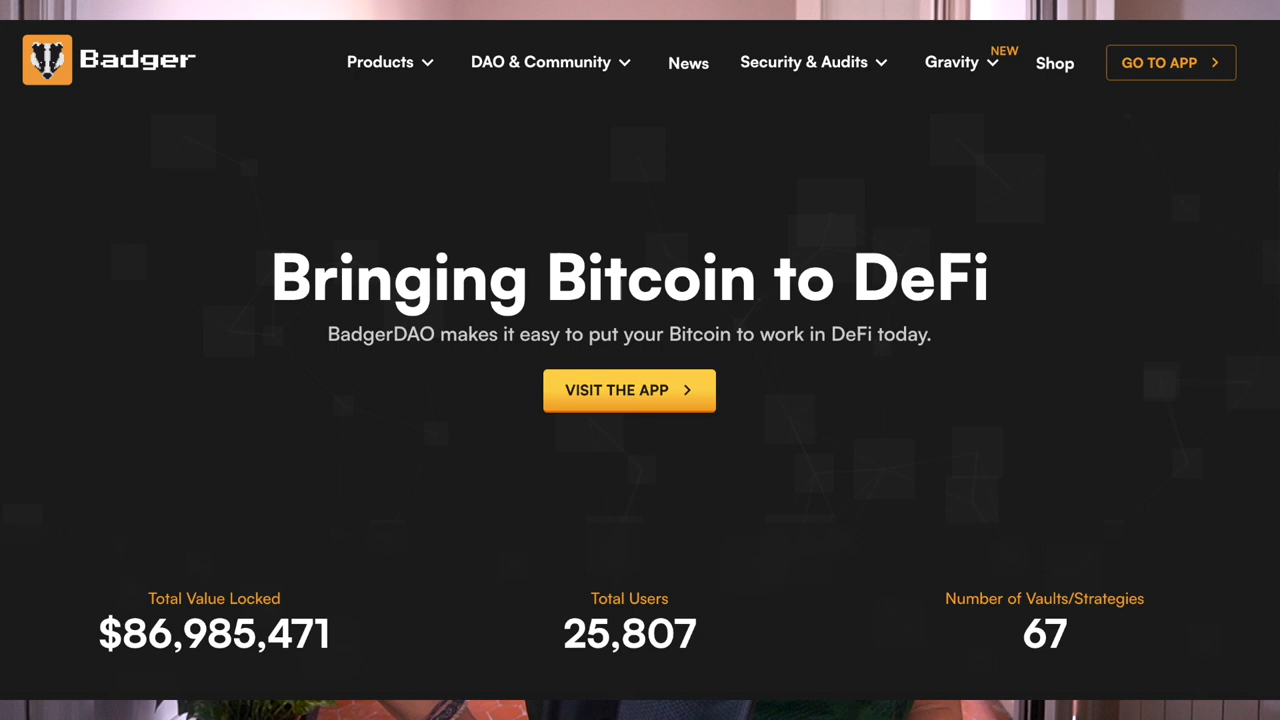 Badger
Products
DAO & Community
News
Security & Audits
Gravity
NEW
Shop
GO TO APP
Bringing Bitcoin to DeFi
BadgerDAO makes it easy to put your Bitcoin to work in DeFi today.
VISIT THE APP
Total Value Locked
$86,985,471
Total Users
25,807
Number of Vaults/Strategies
67